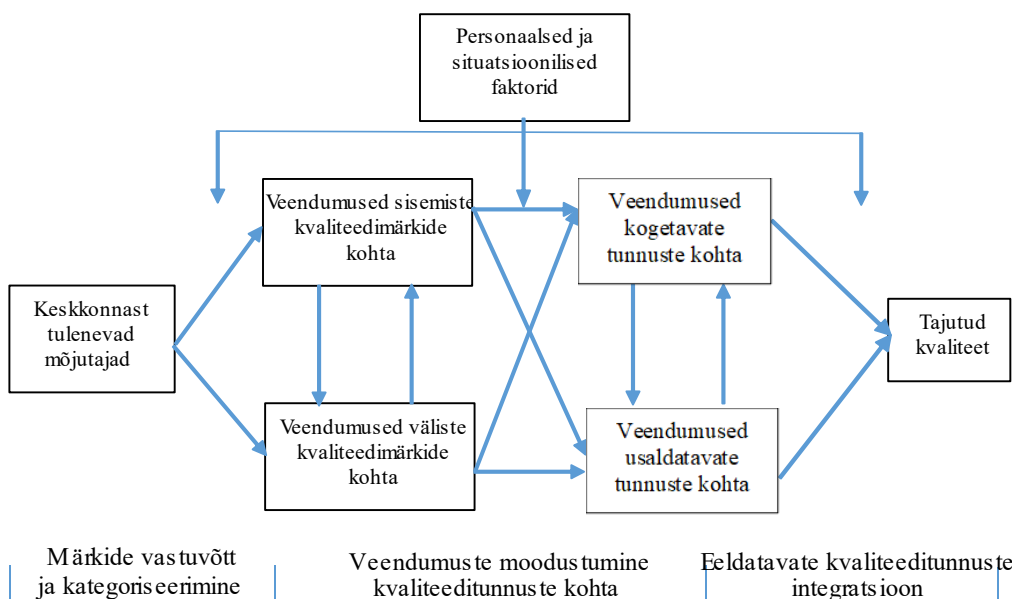 Personaalsed ja
situatsioonilised
faktorid
Veendumused sisemiste
kvaliteedimärkide
kohta
Veendumused
kogetavate
tunnuste kohta
Keskkonnast
tulenevad
mõjutajad
Tajutud
kvaliteet
Veendumused väliste
kvaliteedimärkide
kohta
Veendumused
usaldatavate
tunnuste kohta
Märkide vastuvõtt
ja kategoriseerimine
Veendumuste moodustumine
kvaliteeditunnuste kohta
Eeldatavate kvaliteeditunnuste
integratsioon